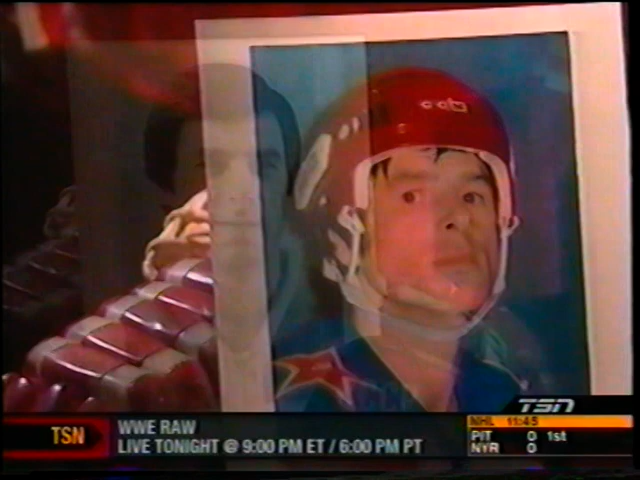 ccm
TSN
TSN
WWE RAW
LIVE TONIGHT @ 9:00 PM ET / 6:00 PM PT
NHL 11:45
PIT 0 1st
NYR 0